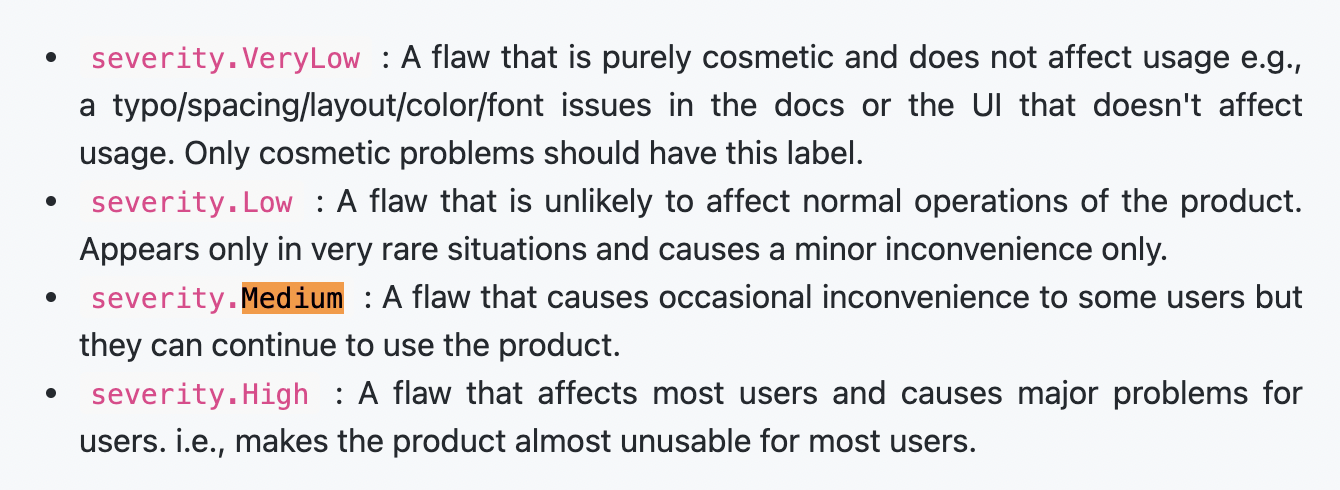 • severity.VeryLow : A flaw that is purely cosmetic and does not affect usage e.g.,
a typo/spacing/layout/color/font issues in the docs or the UI that doesn't affect
usage. Only cosmetic problems should have this label.
• severity.Low : A flaw that is unlikely to affect normal operations of the product.
Appears only in very rare situations and causes a minor inconvenience only.
• severity.Medium : A flaw that causes occasional inconvenience to some users but
they can continue to use the product.
• severity.High : A flaw that affects most users and causes major problems for
users. i.e., makes the product almost unusable for most users.